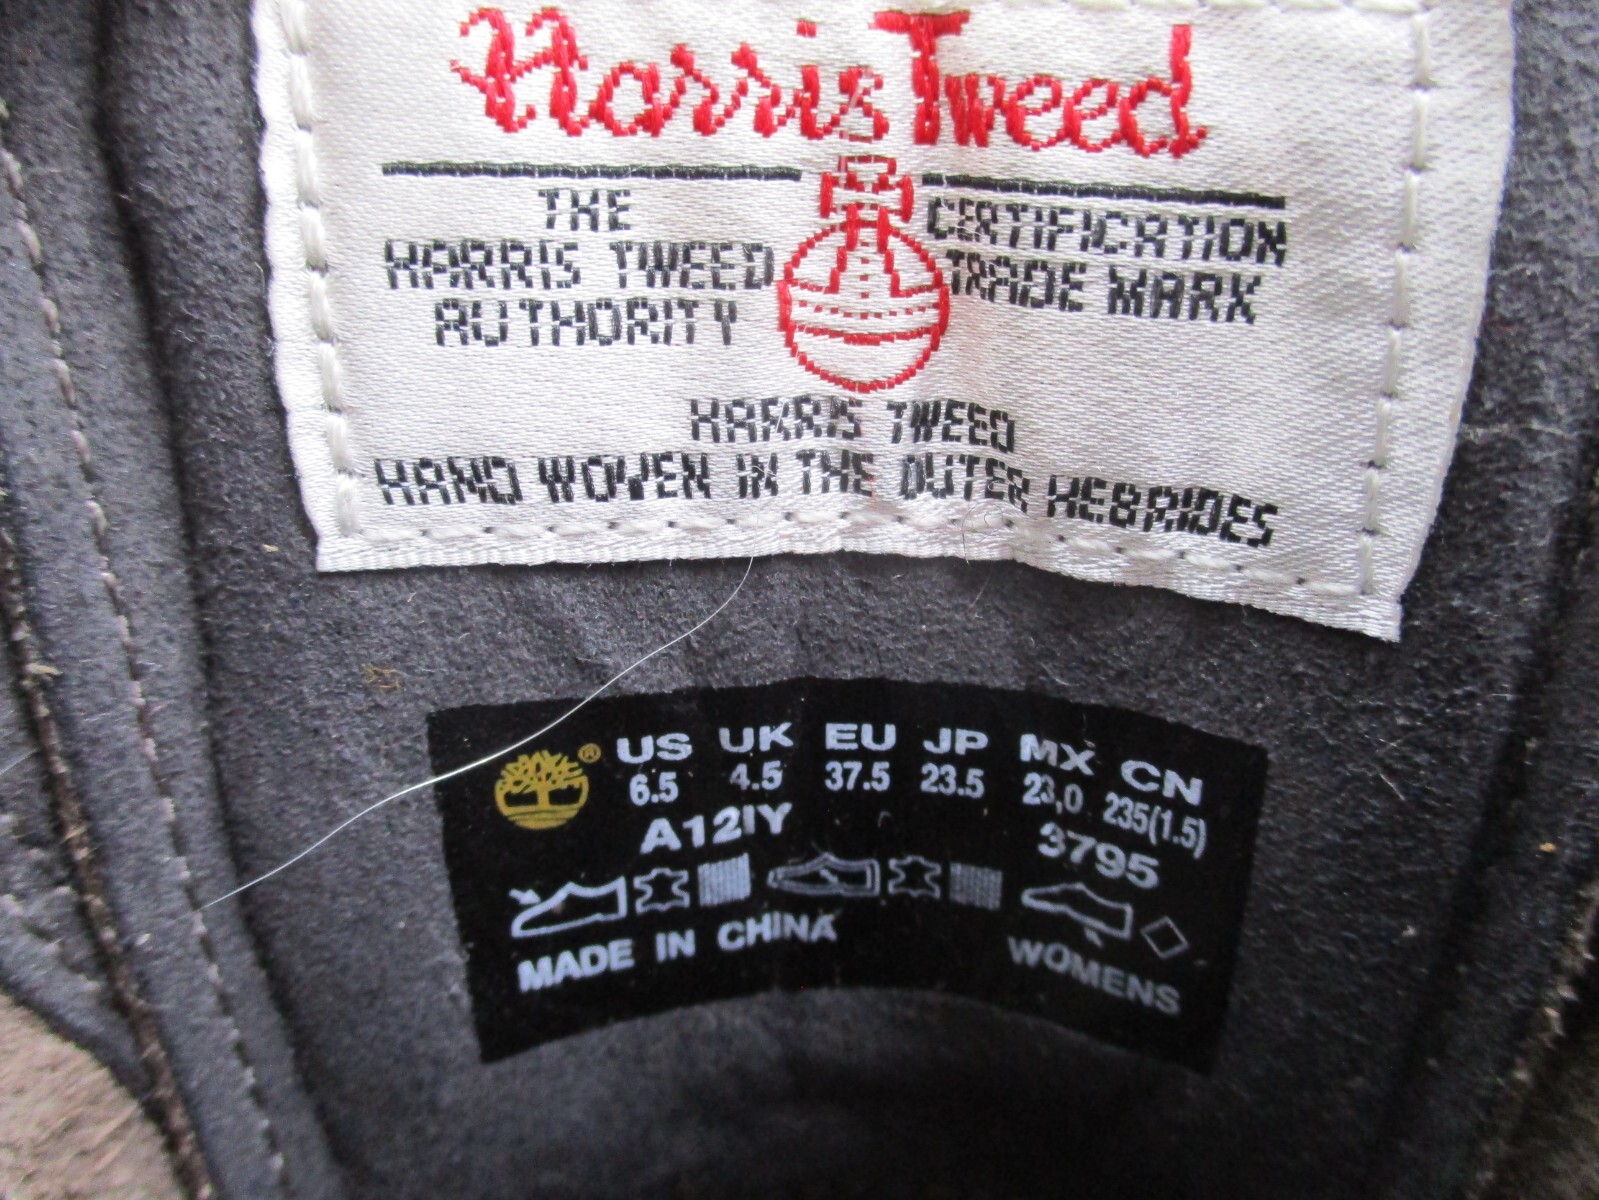 Harris Tweed
THE
HARRIS TWEED
AUTHORITY
CERTIFICATION
TRADE MARK
HARRIS TWEED
HAND WOVEN IN THE OUTER HEBRIDES
® US UK EU JP MX CN
6.5 4.5 37.5 23.5 23,0 235(1.5)
A12IY 3795
MADE IN CHINA WOMENS